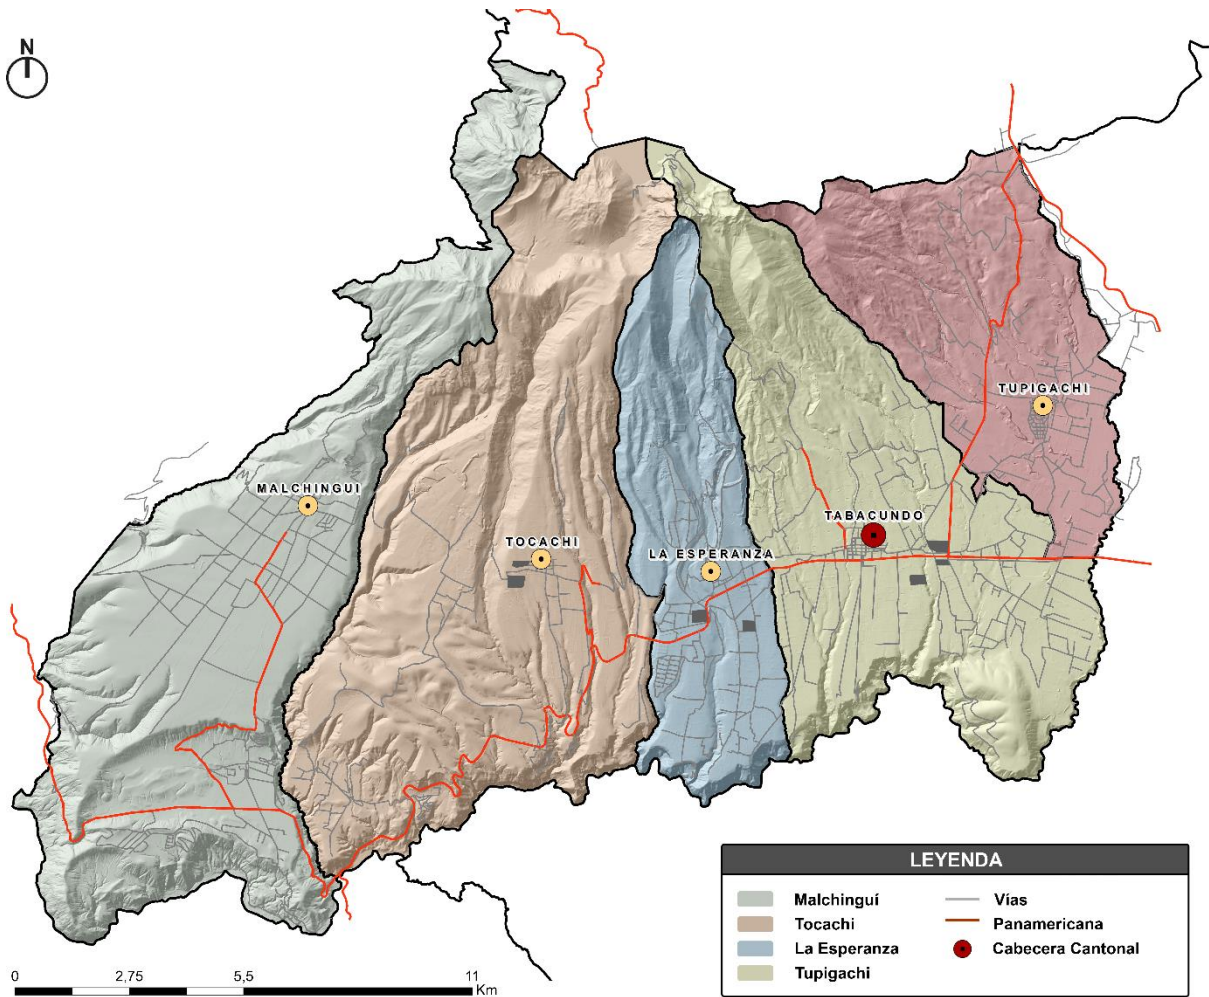 N
TUPIGACHI
MALCHINGUI
TABACUNDO
TOCACHI
LA ESPERANZA
LEYENDA
Malchinguí
Tocachi
La Esperanza
Tupigachi
Vías
Panamericana
Cabecera Cantonal
0 2,75 5,5 11
Km